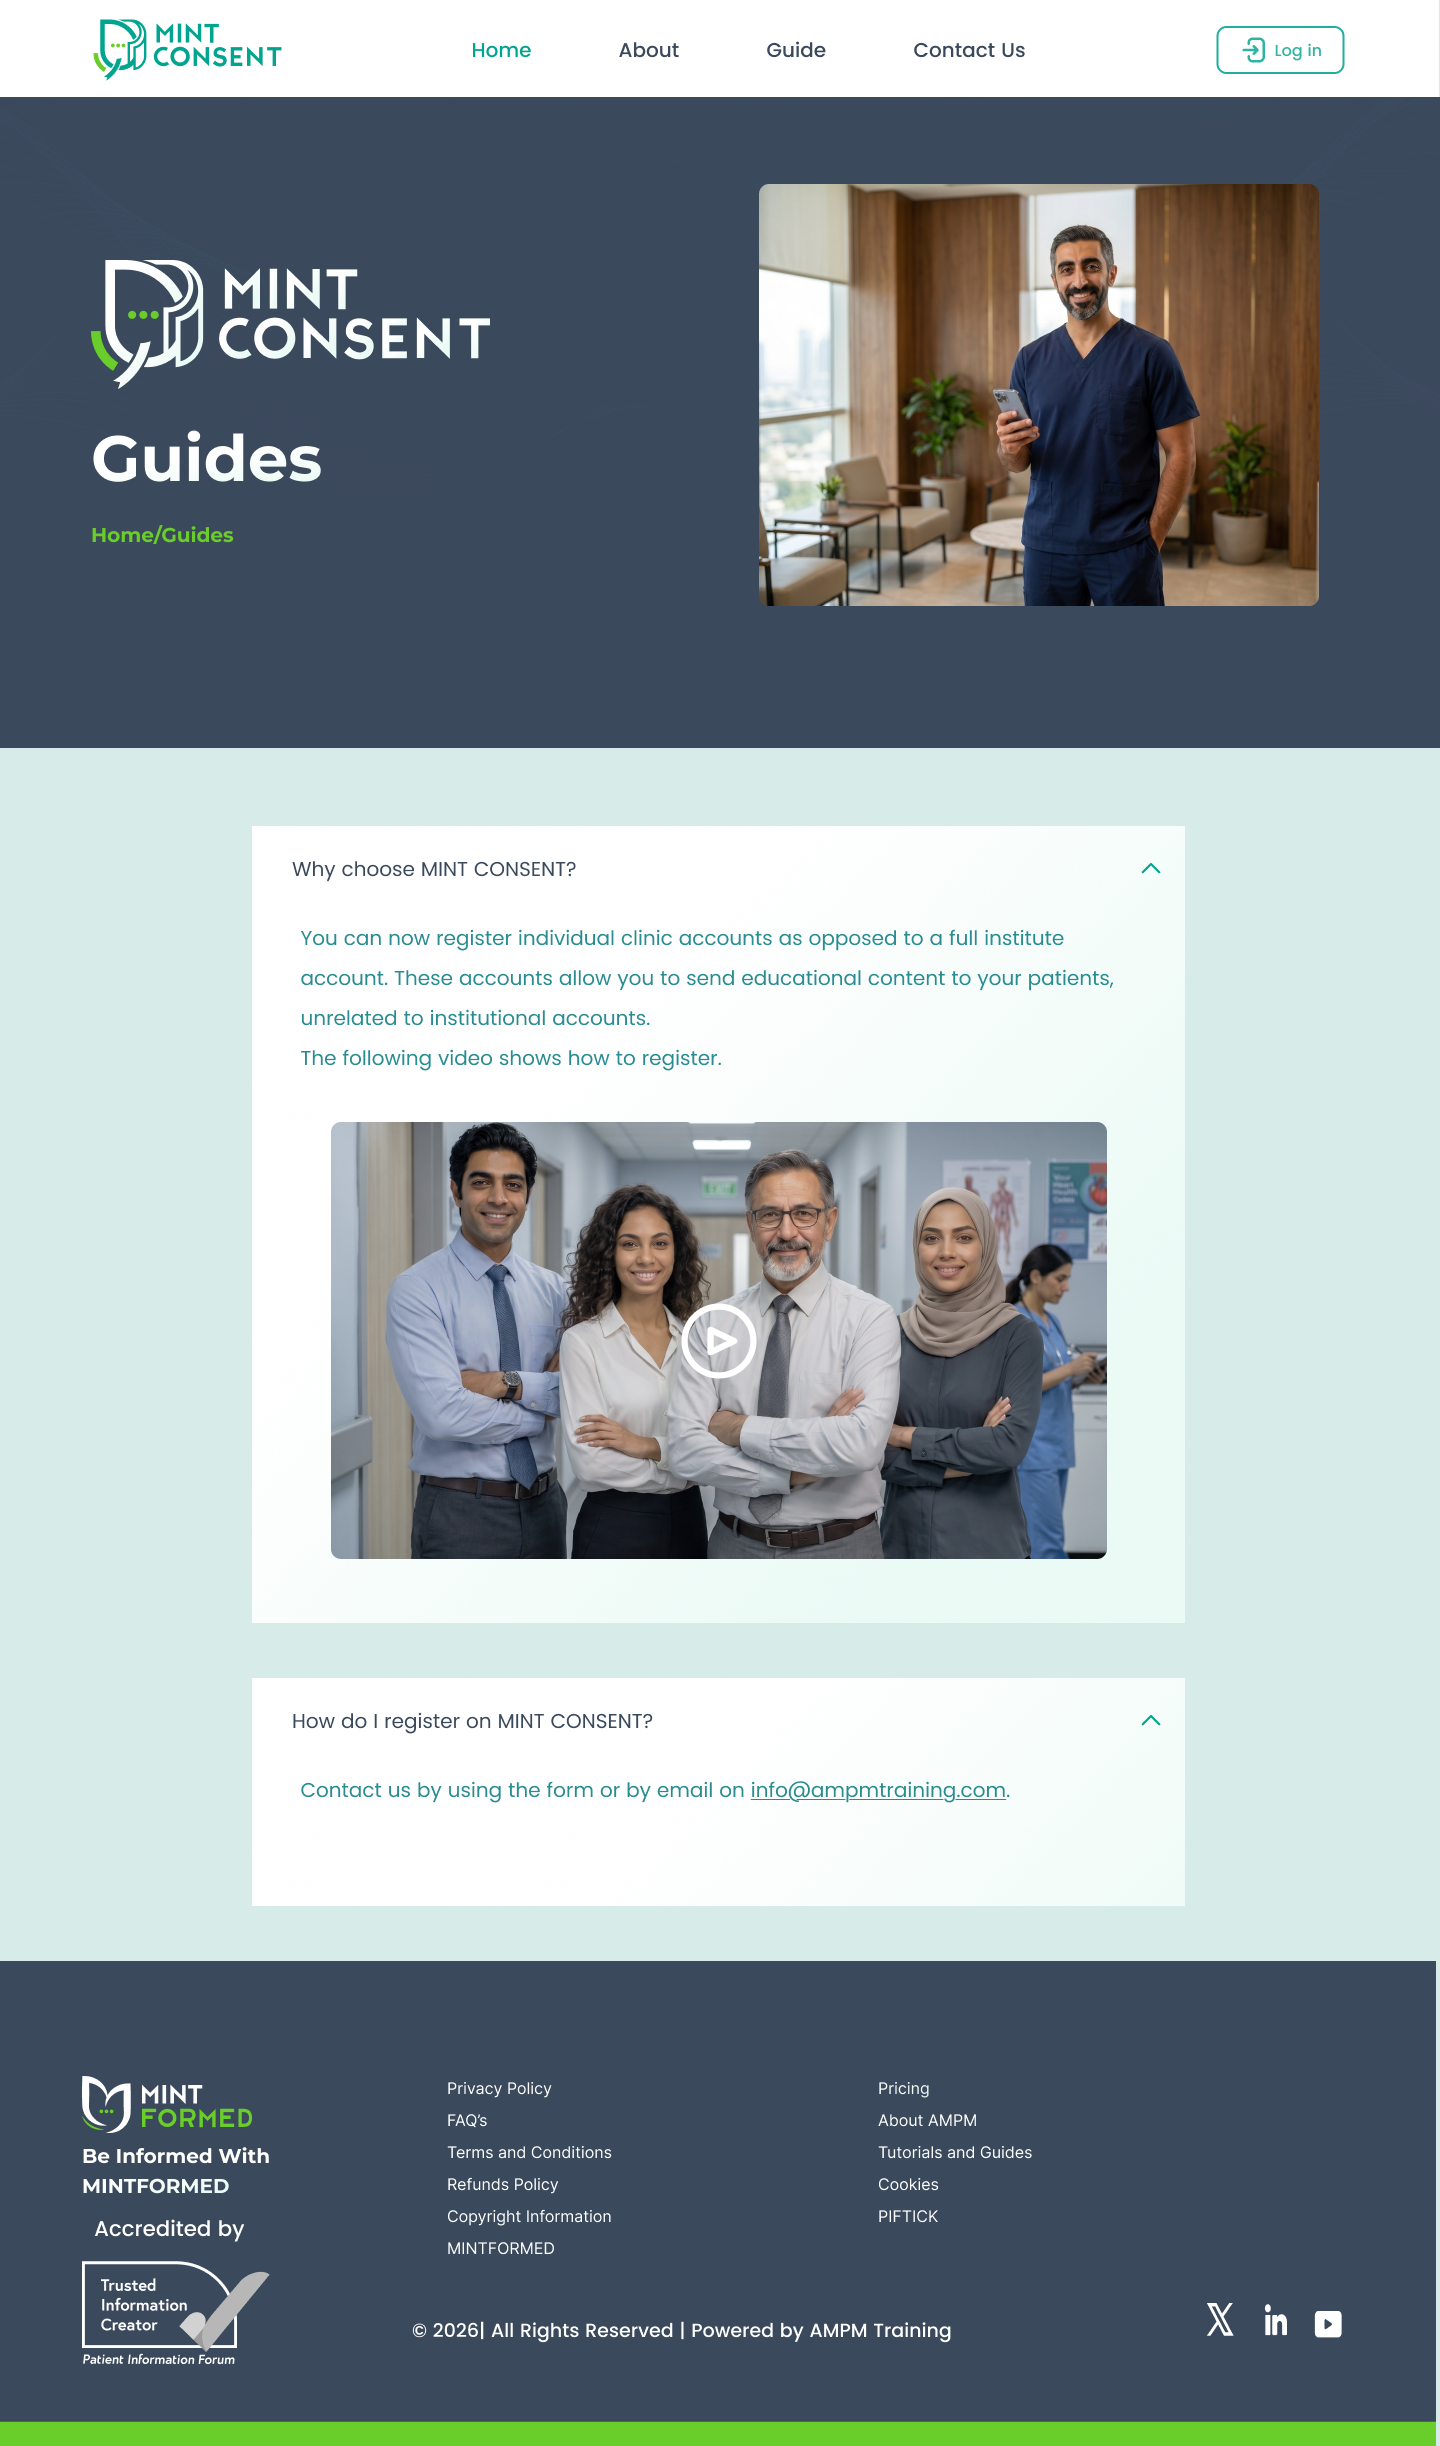 MINT
CONSENT
Home
About
Guide
Contact Us
Log in
MINT
CONSENT
Guides
Home/Guides
Why choose MINT CONSENT?
You can now register individual clinic accounts as opposed to a full institute
account. These accounts allow you to send educational content to your patients,
unrelated to institutional accounts.
The following video shows how to register.
How do I register on MINT CONSENT?
Contact us by using the form or by email on info@ampmtraining.com.
MINT
FORMED
Be Informed With
MINTFORMED
Accredited by
Trusted
Information
Creator
Patient Information Forum
Privacy Policy
FAQ's
Terms and Conditions
Refunds Policy
Copyright Information
MINTFORMED
Pricing
About AMPM
Tutorials and Guides
Cookies
PIFTICK
© 2026| All Rights Reserved | Powered by AMPM Training